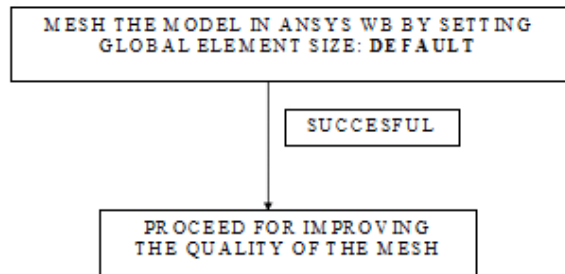 MESH THE MODEL IN ANSYS WB BY SETTING
GLOBAL ELEMENT SIZE: DEFAULT
SUCCESFUL
PROCEED FOR IMPROVING
THE QUALITY OF THE MESH